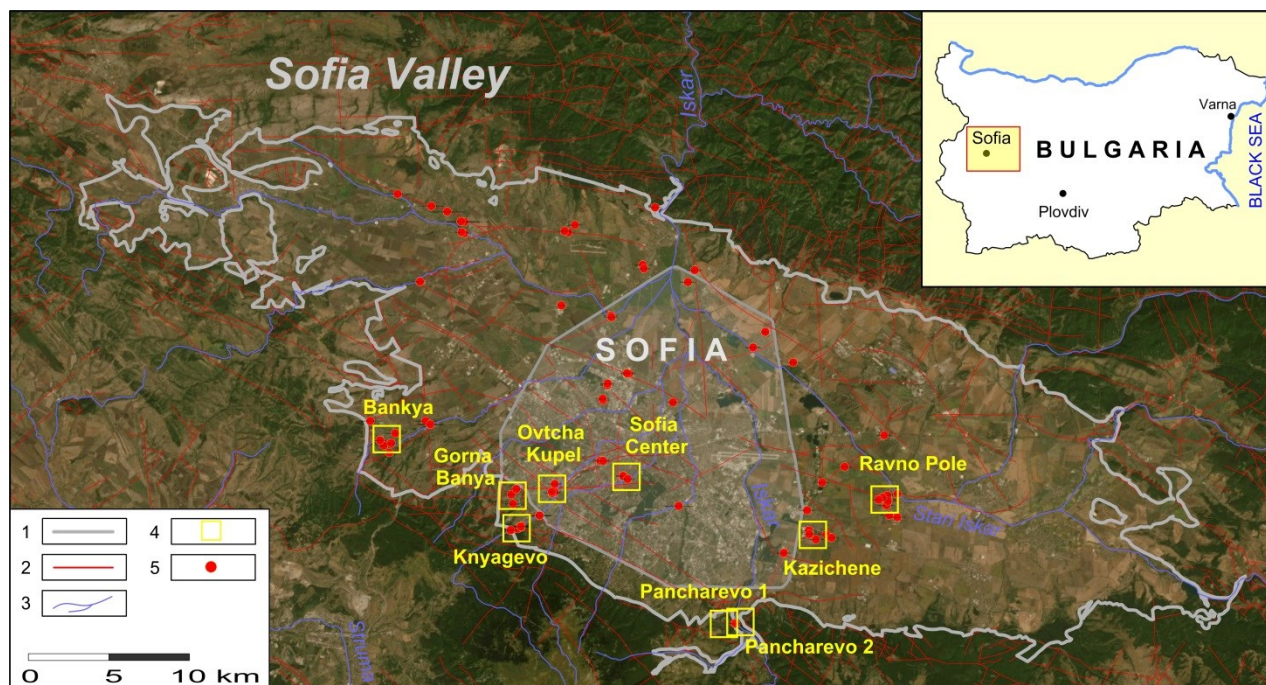 Sofia Valley
Iskar
Varna
Sofia
BULGARIA
BLACK SEA
Plovdiv
SOFIA
Bankya
Ovtcha
Kupel
Sofia
Center
Gorna
Banya
Ravno Pole
Iskar
Stari Iskar
Knyagevo
Kazichene
Pancharevo 1
Pancharevo 2
Struma
1
4
2
5
3
0 5 10 km